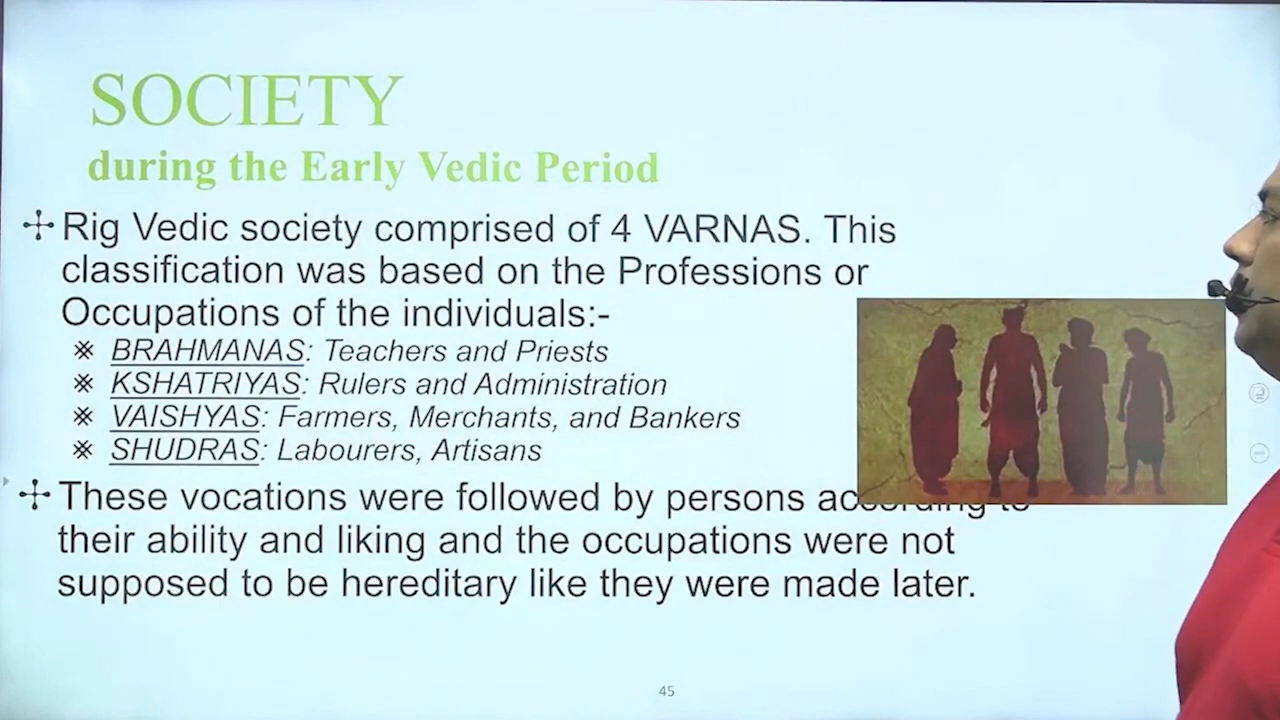 SOCIETY
during the Early Vedic Period
Rig Vedic society comprised of 4 VARNAS. This
classification was based on the Professions or
Occupations of the individuals:-
BRAHMANAS: Teachers and Priests
KSHATRIYAS: Rulers and Administration
VAISHYAS: Farmers, Merchants, and Bankers
SHUDRAS: Labourers, Artisans
These vocations were followed by persons according to
their ability and liking and the occupations were not
supposed to be hereditary like they were made later.
45